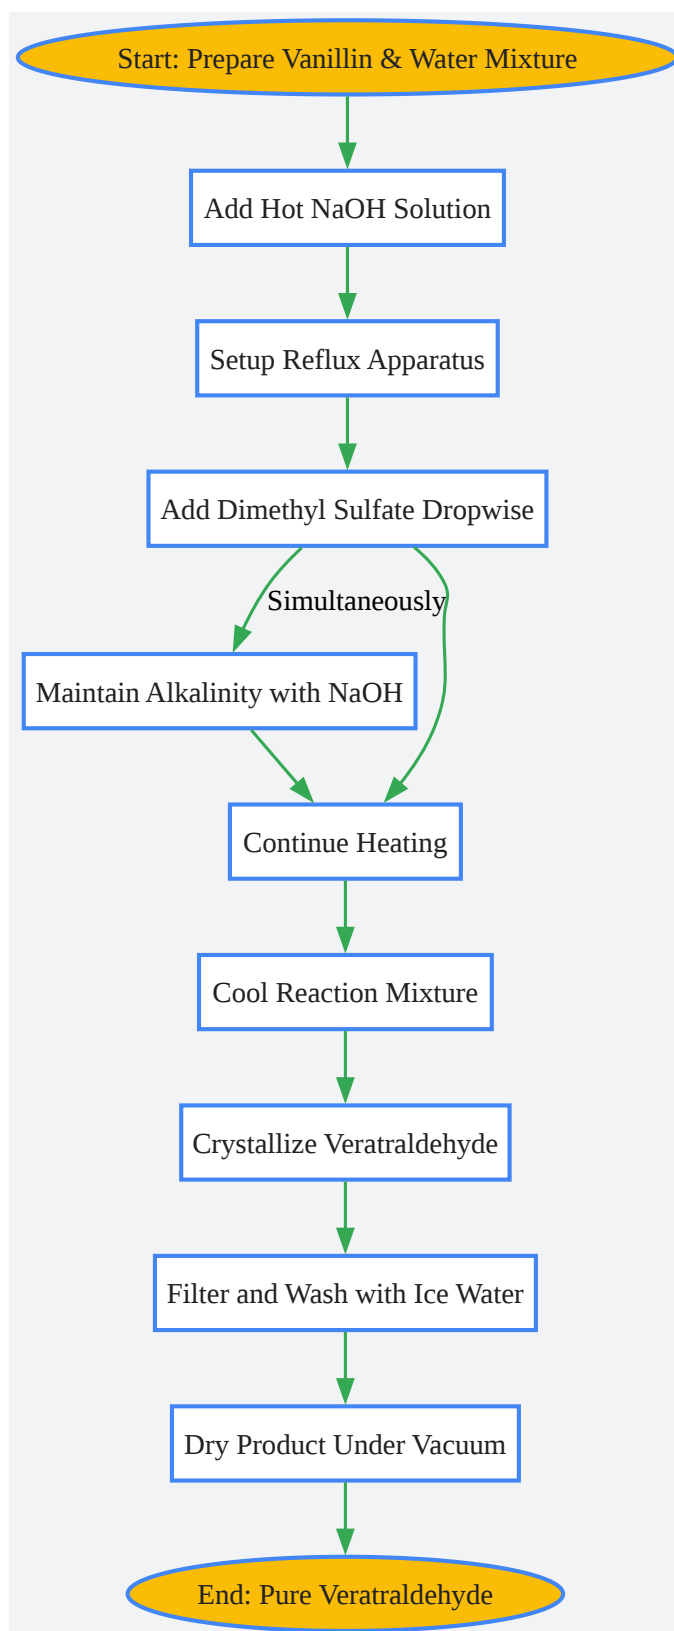 Start: Prepare Vanillin & Water Mixture
Add Hot NaOH Solution
Setup Reflux Apparatus
Add Dimethyl Sulfate Dropwise
Simultaneously
Maintain Alkalinity with NaOH
Continue Heating
Cool Reaction Mixture
Crystallize Veratraldehyde
Filter and Wash with Ice Water
Dry Product Under Vacuum
End: Pure Veratraldehyde